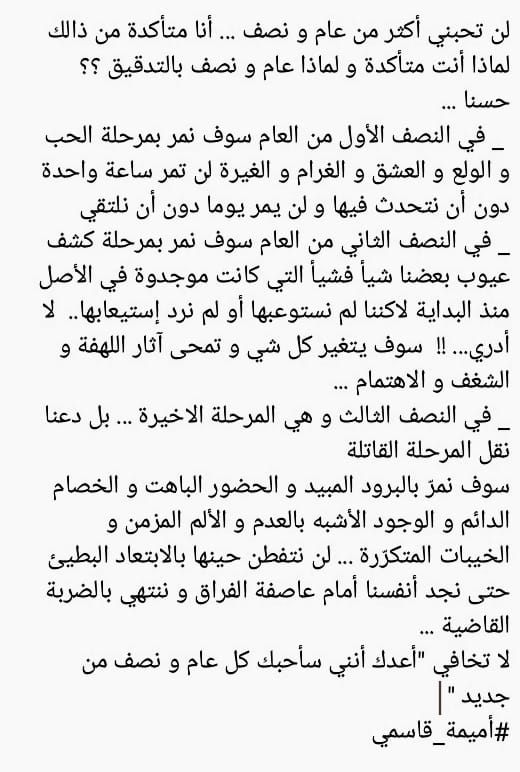 لن تحبني أكثر من عام و نصف ... أنا متأكدة من ذالك
لماذا أنت متأكدة و لماذا عام و نصف بالتدقيق ؟؟
حسنا ...
_ في النصف الأول من العام سوف نمر بمرحلة الحب
و الولع و العشق و الغرام و الغيرة لن تمر ساعة واحدة
دون أن نتحدث فيها و لن يمر يوما دون أن نلتقي
_ في النصف الثاني من العام سوف نمر بمرحلة كشف
عيوب بعضنا شيأ فشيأ التي كانت موجدوة في الأصل
منذ البداية لاكننا لم نستوعبها أو لم نرد إستيعابها.. لا
أدري... !! سوف يتغير كل شي و تمحى آثار اللهفة و
الشغف و الاهتمام ...
_ في النصف الثالث و هي المرحلة الاخيرة ... بل دعنا
نقل المرحلة القاتلة
سوف نمرّ بالبرود المبيد و الحضور الباهت و الخصام
الدائم و الوجود الأشبه بالعدم و الألم المزمن و
الخيبات المتكرّرة ... لن نتفطن حينها بالابتعاد البطيئ
حتى نجد أنفسنا أمام عاصفة الفراق و ننتهي بالضربة
القاضية ...
لا تخافي "أعدك أنني سأحبك كل عام و نصف من
جديد "
#أميمة_قاسمي